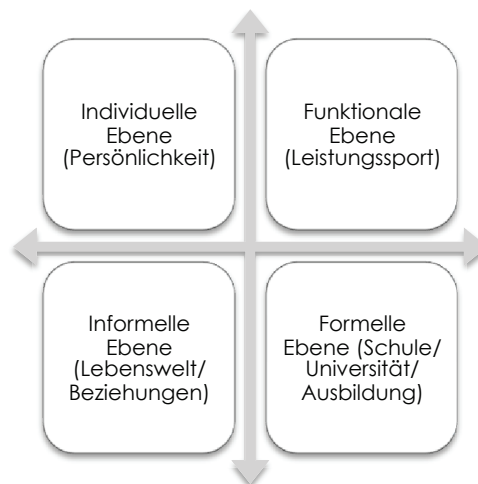 Individuelle
Ebene
(Persönlichkeit)
Funktionale
Ebene
(Leistungssport)
Informelle
Ebene
(Lebenswelt/
Beziehungen)
Formelle
Ebene (Schule/
Universität/
Ausbildung)